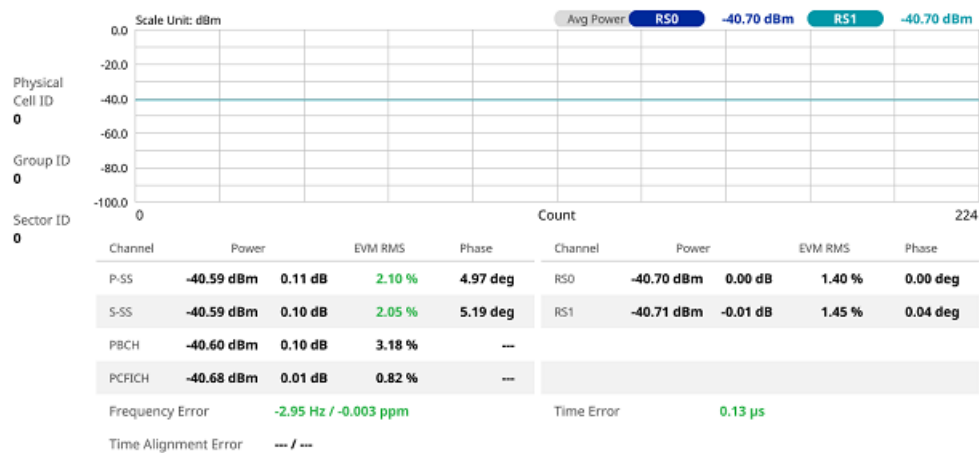 Scale Unit: dBm
Avg Power RS0 -40.70 dBm RS1 -40.70 dBm
0.0
-20.0
-40.0
-60.0
-80.0
-100.0
Physical
Cell ID
0
Group ID
0
Sector ID
0
0 Count 224
Channel Power EVM RMS Phase Channel Power EVM RMS Phase
P-SS -40.59 dBm 0.11 dB 2.10 % 4.97 deg RS0 -40.70 dBm 0.00 dB 1.40 % 0.00 deg
S-SS -40.59 dBm 0.10 dB 2.05 % 5.19 deg RS1 -40.71 dBm -0.01 dB 1.45 % 0.04 deg
PBCH -40.60 dBm 0.10 dB 3.18 % ---
PCFICH -40.68 dBm 0.01 dB 0.82 % ---
Frequency Error -2.95 Hz / -0.003 ppm Time Error 0.13 µs
Time Alignment Error --- / ---